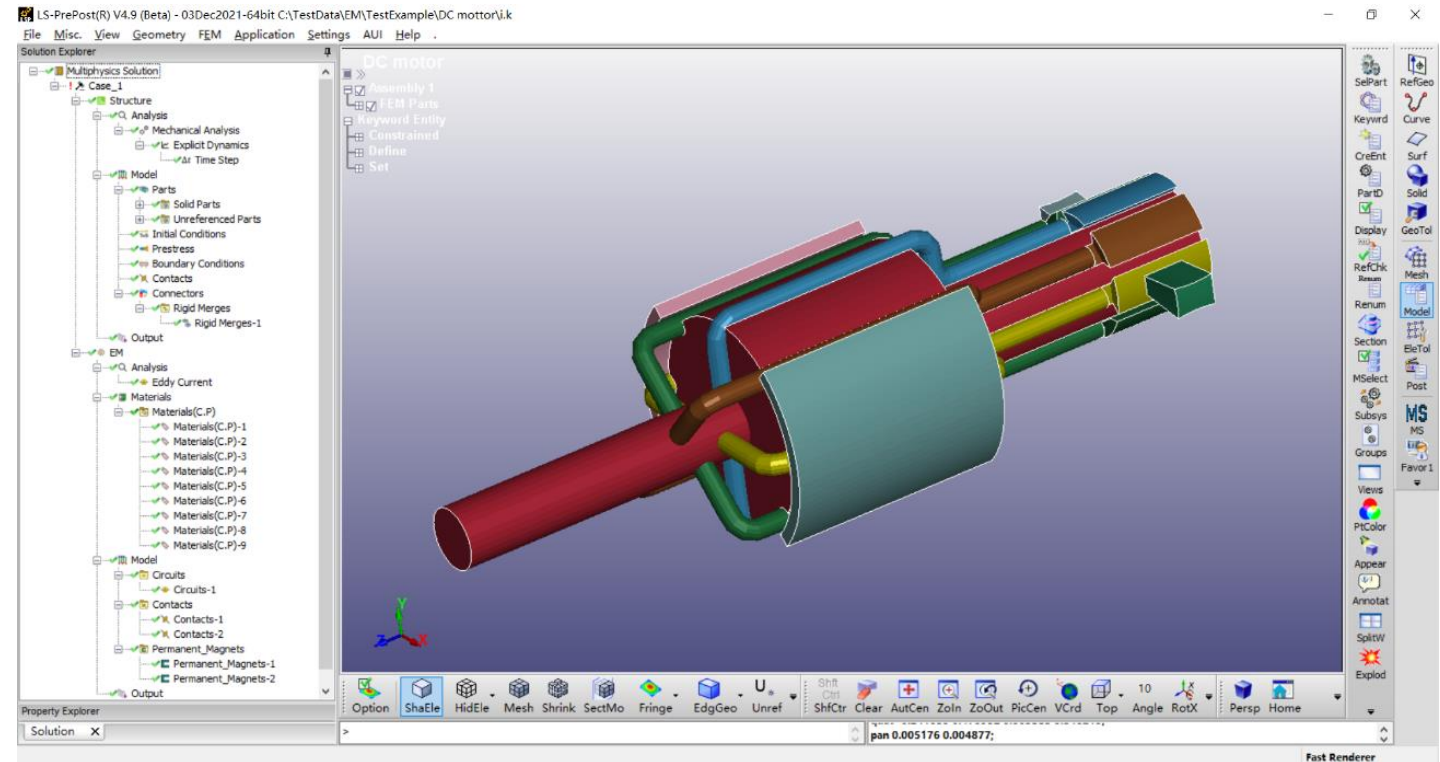 LS-PrePost(R) V4.9 (Beta) - 03Dec2021-64bit C:\TestData\EM\TestExample\DC mottor\i.k
File Misc. View Geometry FEM Application Settings AUI Help .
Solution Explorer
Multiphysics Solution
Case_1
Structure
Analysis
Mechanical Analysis
Explicit Dynamics
Δt Time Step
Model
Parts
Solid Parts
Unreferenced Parts
Initial Conditions
Prestress
Boundary Conditions
Contacts
Connectors
Rigid Merges
Rigid Merges-1
Output
EM
Analysis
Eddy Current
Materials
Materials(C.P)
Materials(C.P)-1
Materials(C.P)-2
Materials(C.P)-3
Materials(C.P)-4
Materials(C.P)-5
Materials(C.P)-6
Materials(C.P)-7
Materials(C.P)-8
Materials(C.P)-9
Model
Circuits
Circuits-1
Contacts
Contacts-1
Contacts-2
Permanent_Magnets
Permanent_Magnets-1
Permanent_Magnets-2
Output
Property Explorer
Solution X
DC motor
Assembly 1
FEM Parts
Keyword Entity
Constrained
Define
Set
Y
Z
X
SelPart
Keywrd
CreEnt
PartD
Display
RefChk
Renum
Renum
Section
MSelect
Subsys
Groups
Views
PtColor
Appear
Annotat
SplitW
Explod
RefGeo
Curve
Surf
Solid
GeoTol
Mesh
Model
EleTol
Post
MS
MS
Favor1
Option ShaEle HidEle Mesh Shrink SectMo Fringe EdgGeo Unref
Shft
Ctrl
10
ShfCtr Clear AutCen ZoIn ZoOut PicCen VCrd Top Angle RotX Persp Home
>
pan 0.005176 0.004877;
Fast Renderer